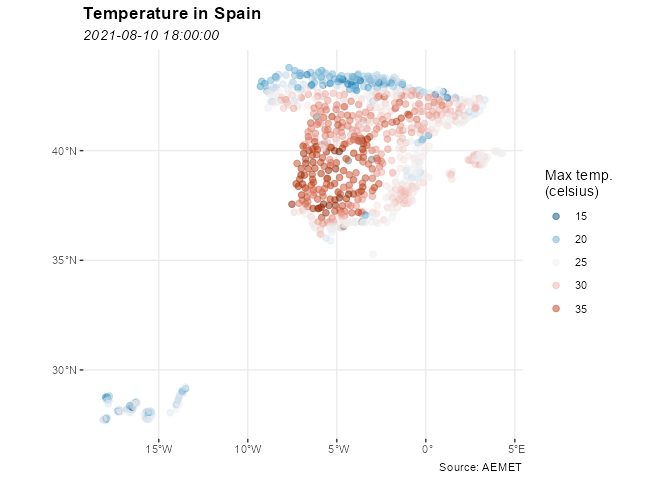 Temperature in Spain
2021-08-10 18:00:00
40°N
35°N
30°N
15°W
10°W
5°W
0°
5°E
Max temp.
(celsius)
15
20
25
30
35
Source: AEMET